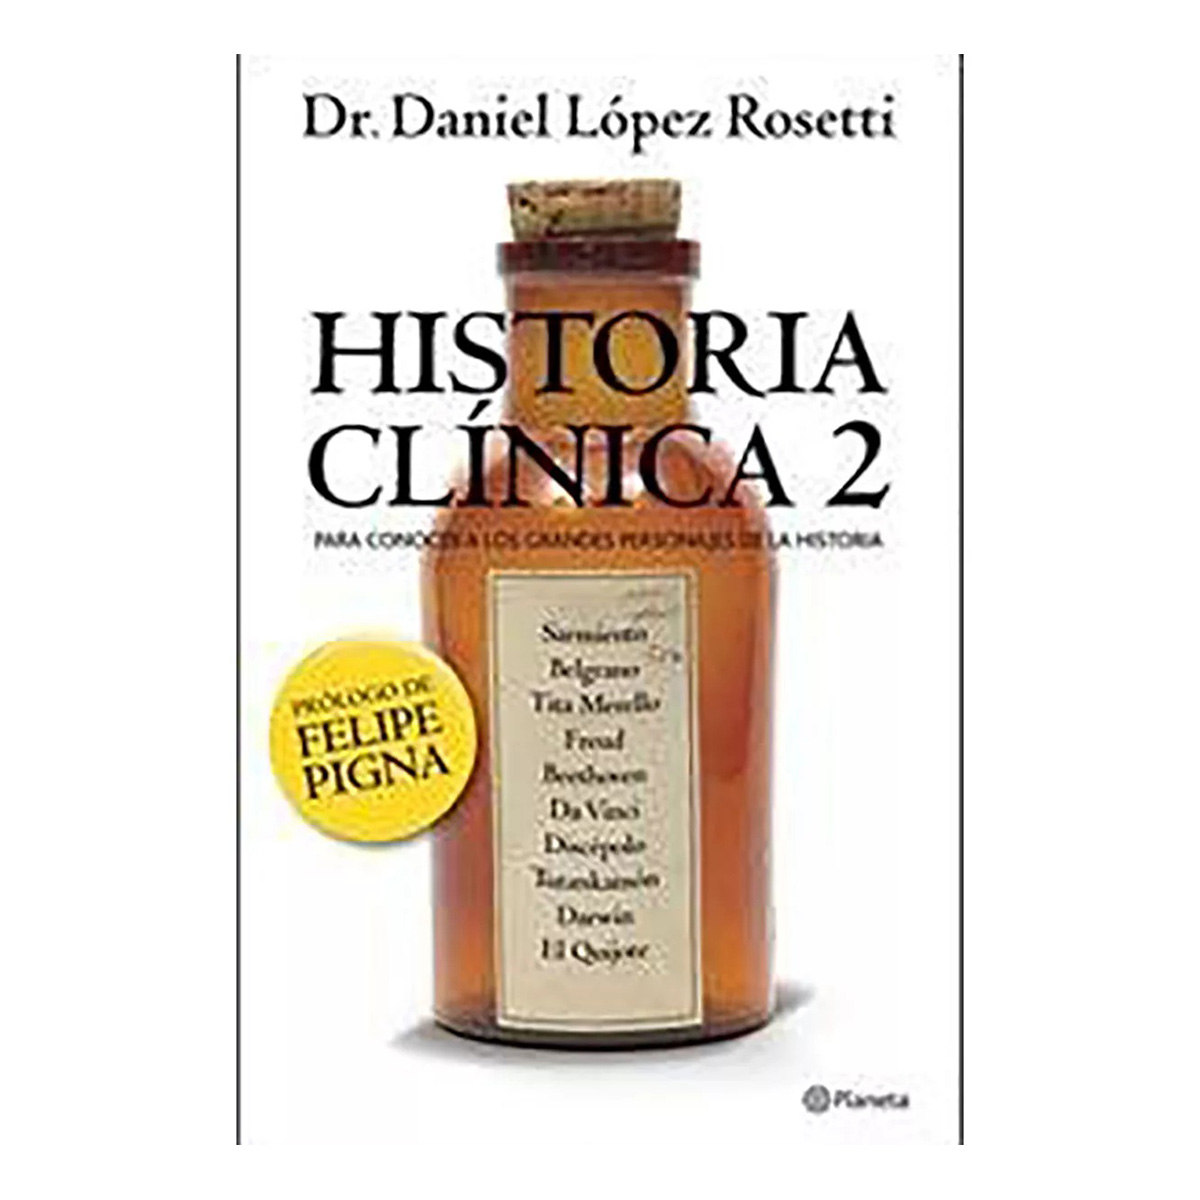 Dr. Daniel López Rosetti
HISTORIA
CLÍNICA 2
PARA CONOCER A LOS GRANDES PERSONAJES DE LA HISTORIA
Sarmiento
Belgrano
Tita Merello
Freud
Beethoven
Da Vinci
Discépolo
Tutankamón
Darwin
El Quijote
PRÓLOGO DE
FELIPE
PIGNA
Planeta